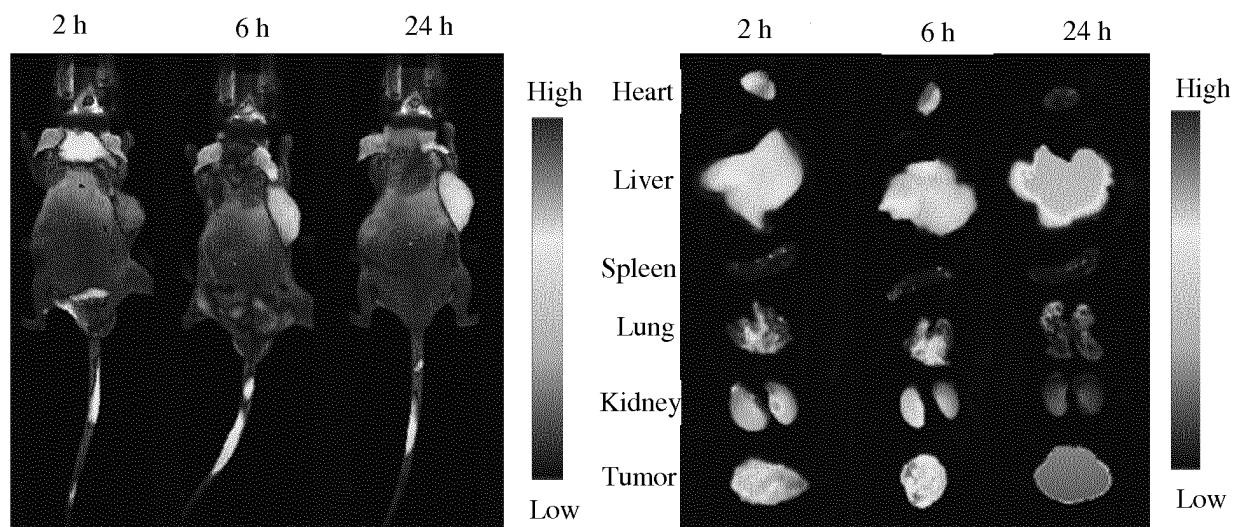 2 h 6 h 24 h
High
Low
2 h 6 h 24 h
Heart
Liver
Spleen
Lung
Kidney
Tumor
High
Low